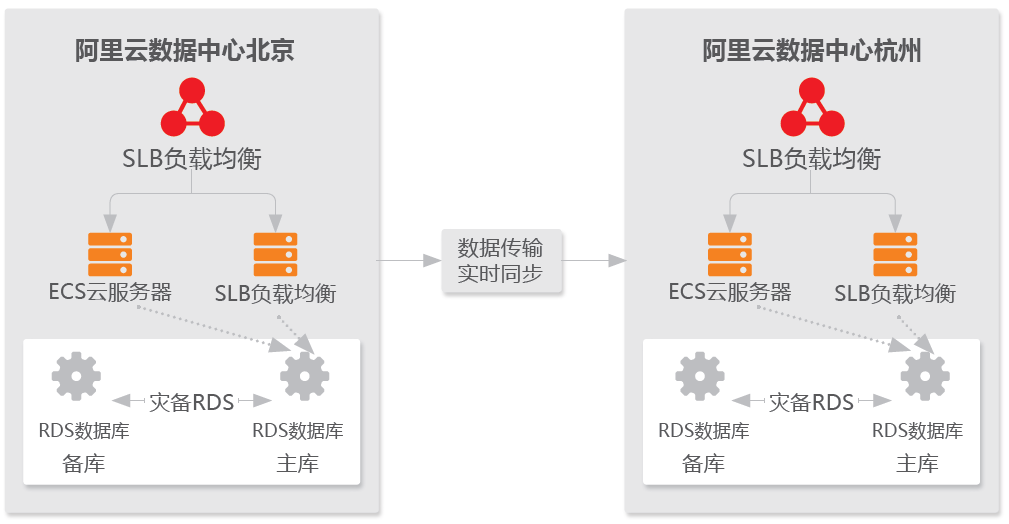 阿里云数据中心北京
SLB负载均衡
ECS云服务器
SLB负载均衡
灾备RDS
RDS数据库
备库
RDS数据库
主库
数据传输
实时同步
阿里云数据中心杭州
SLB负载均衡
ECS云服务器
SLB负载均衡
灾备RDS
RDS数据库
备库
RDS数据库
主库